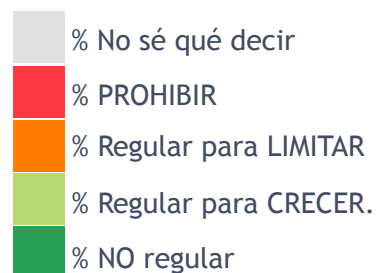 % No sé qué decir
% PROHIBIR
% Regular para LIMITAR
% Regular para CRECER.
% NO regular